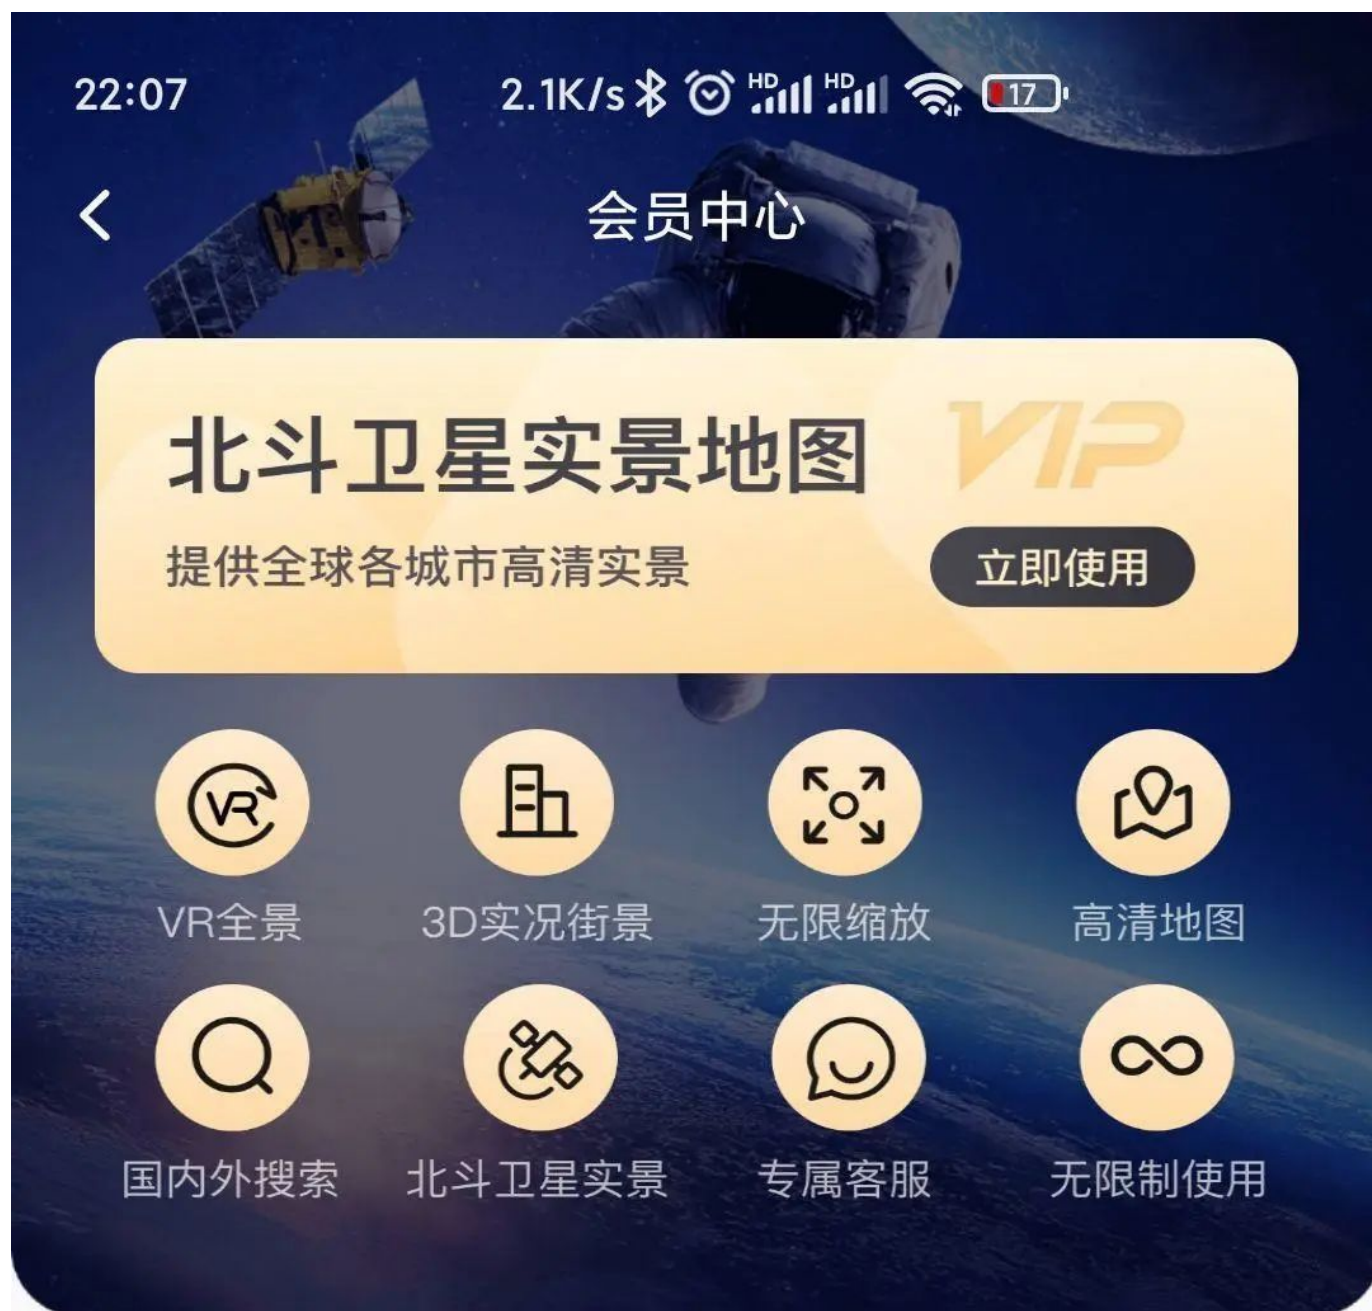 22:07 2.1K/s HD HD 17
会员中心
北斗卫星实景地图 VIP
提供全球各城市高清实景 立即使用
VR
VR全景 3D实况街景 无限缩放 高清地图
国内外搜索 北斗卫星实景 专属客服 无限制使用